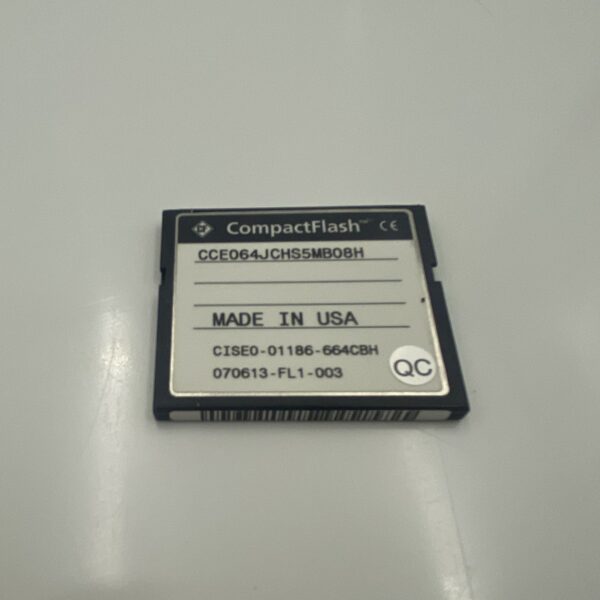 CompactFlash CE
CCE064JCHS5MB08H
MADE IN USA
CISE0-01186-664CBH
070613-FL1-003
QC